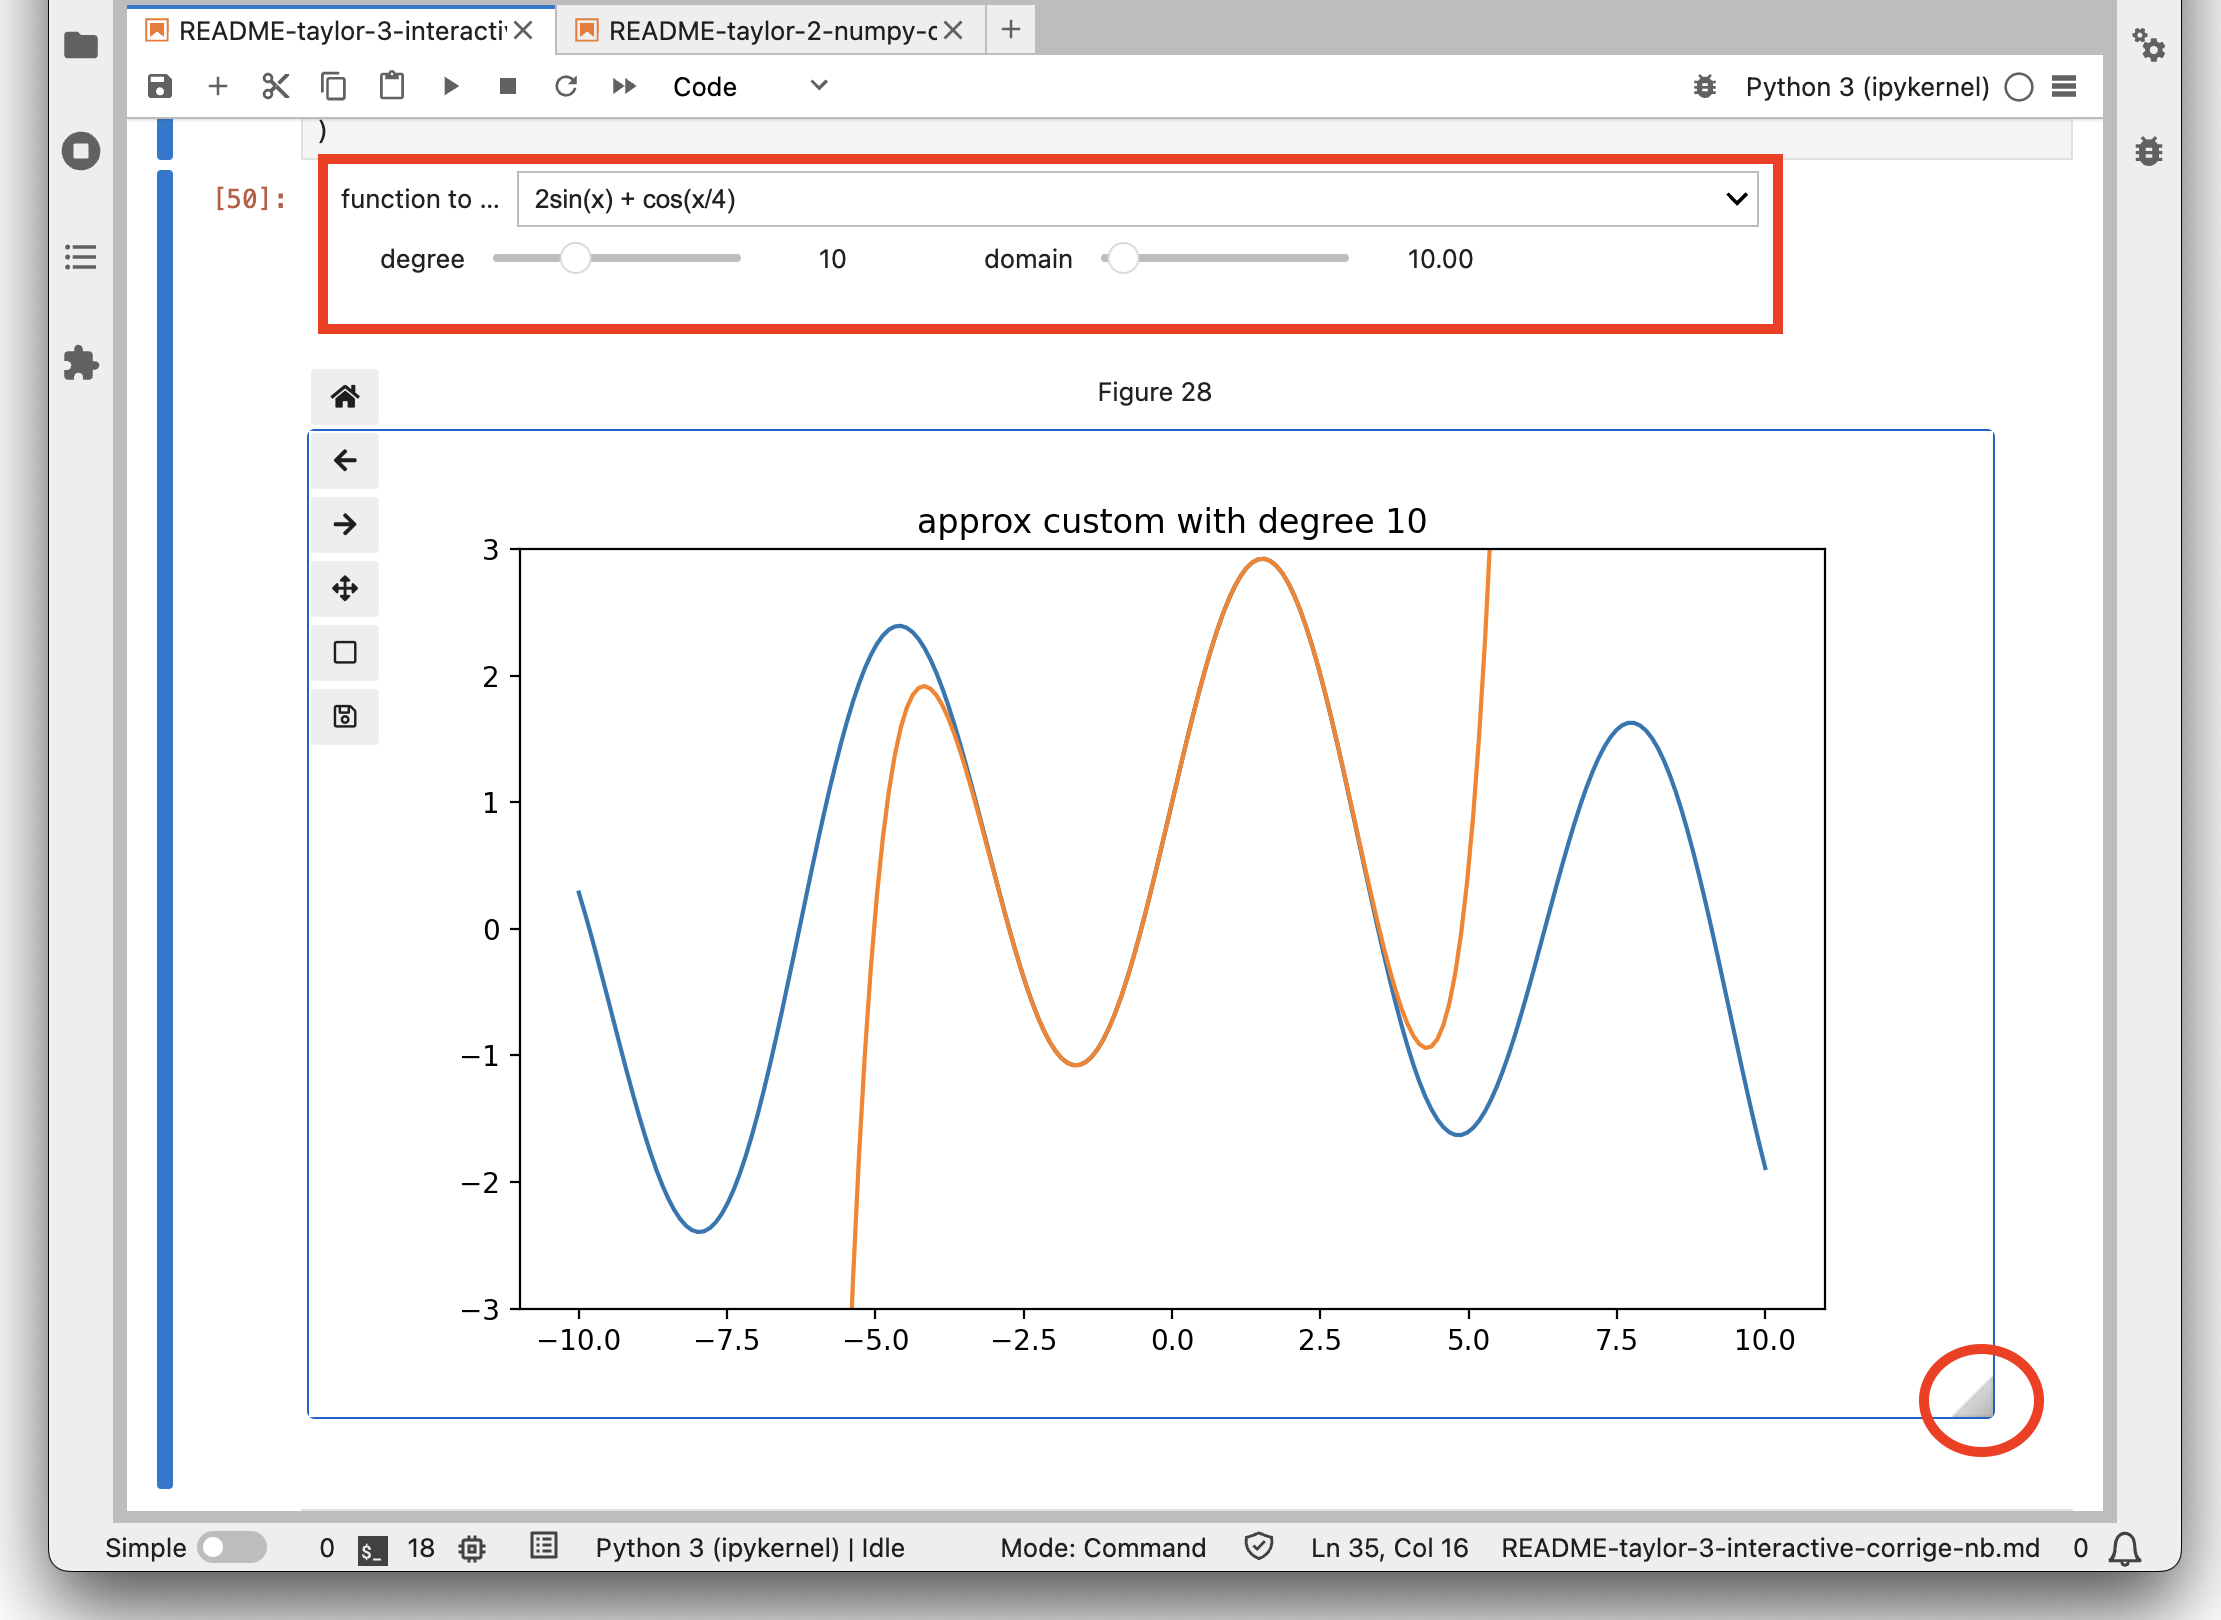 README-taylor-3-interacti
README-taylor-2-numpy-c
Code
Python 3 (ipykernel)
)
[50]:
function to ...
2sin(x) + cos(x/4)
degree
10
domain
10.00
Figure 28
approx custom with degree 10
3
2
1
0
−1
−2
−3
−10.0
−7.5
−5.0
−2.5
0.0
2.5
5.0
7.5
10.0
Simple
0
$_
18
Python 3 (ipykernel) | Idle
Mode: Command
Ln 35, Col 16
README-taylor-3-interactive-corrige-nb.md
0